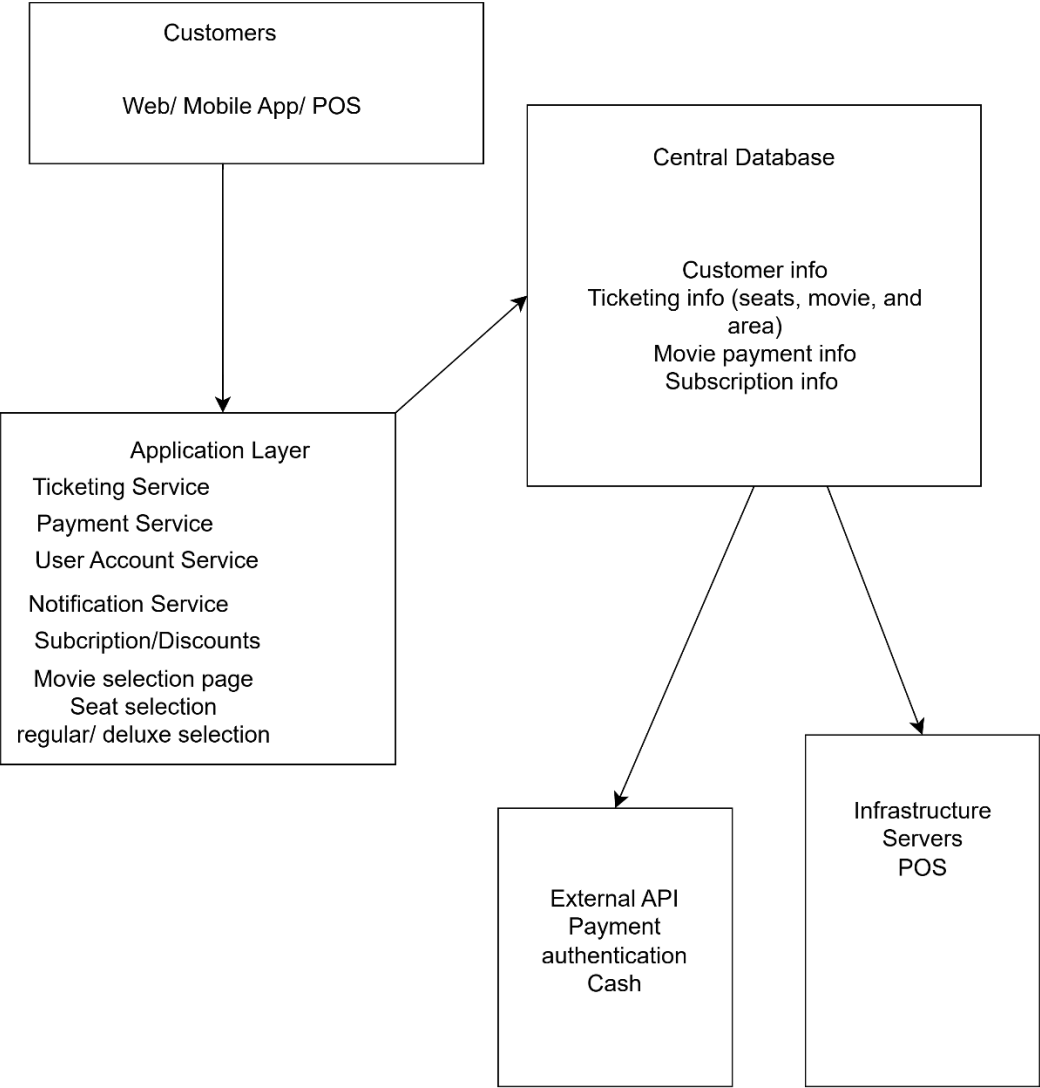 Customers
Web/ Mobile App/ POS
Central Database
Customer info
Ticketing info (seats, movie, and
area)
Movie payment info
Subscription info
Application Layer
Ticketing Service
Payment Service
User Account Service
Notification Service
Subcription/Discounts
Movie selection page
Seat selection
regular/ deluxe selection
External API
Payment
authentication
Cash
Infrastructure
Servers
POS